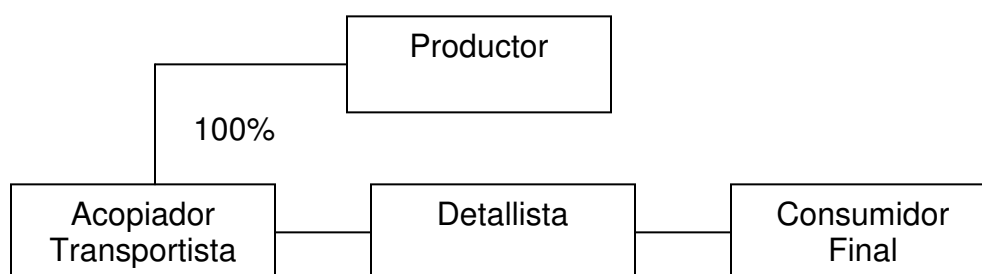 Productor
100%
Acopiador
Transportista
Detallista
Consumidor
Final